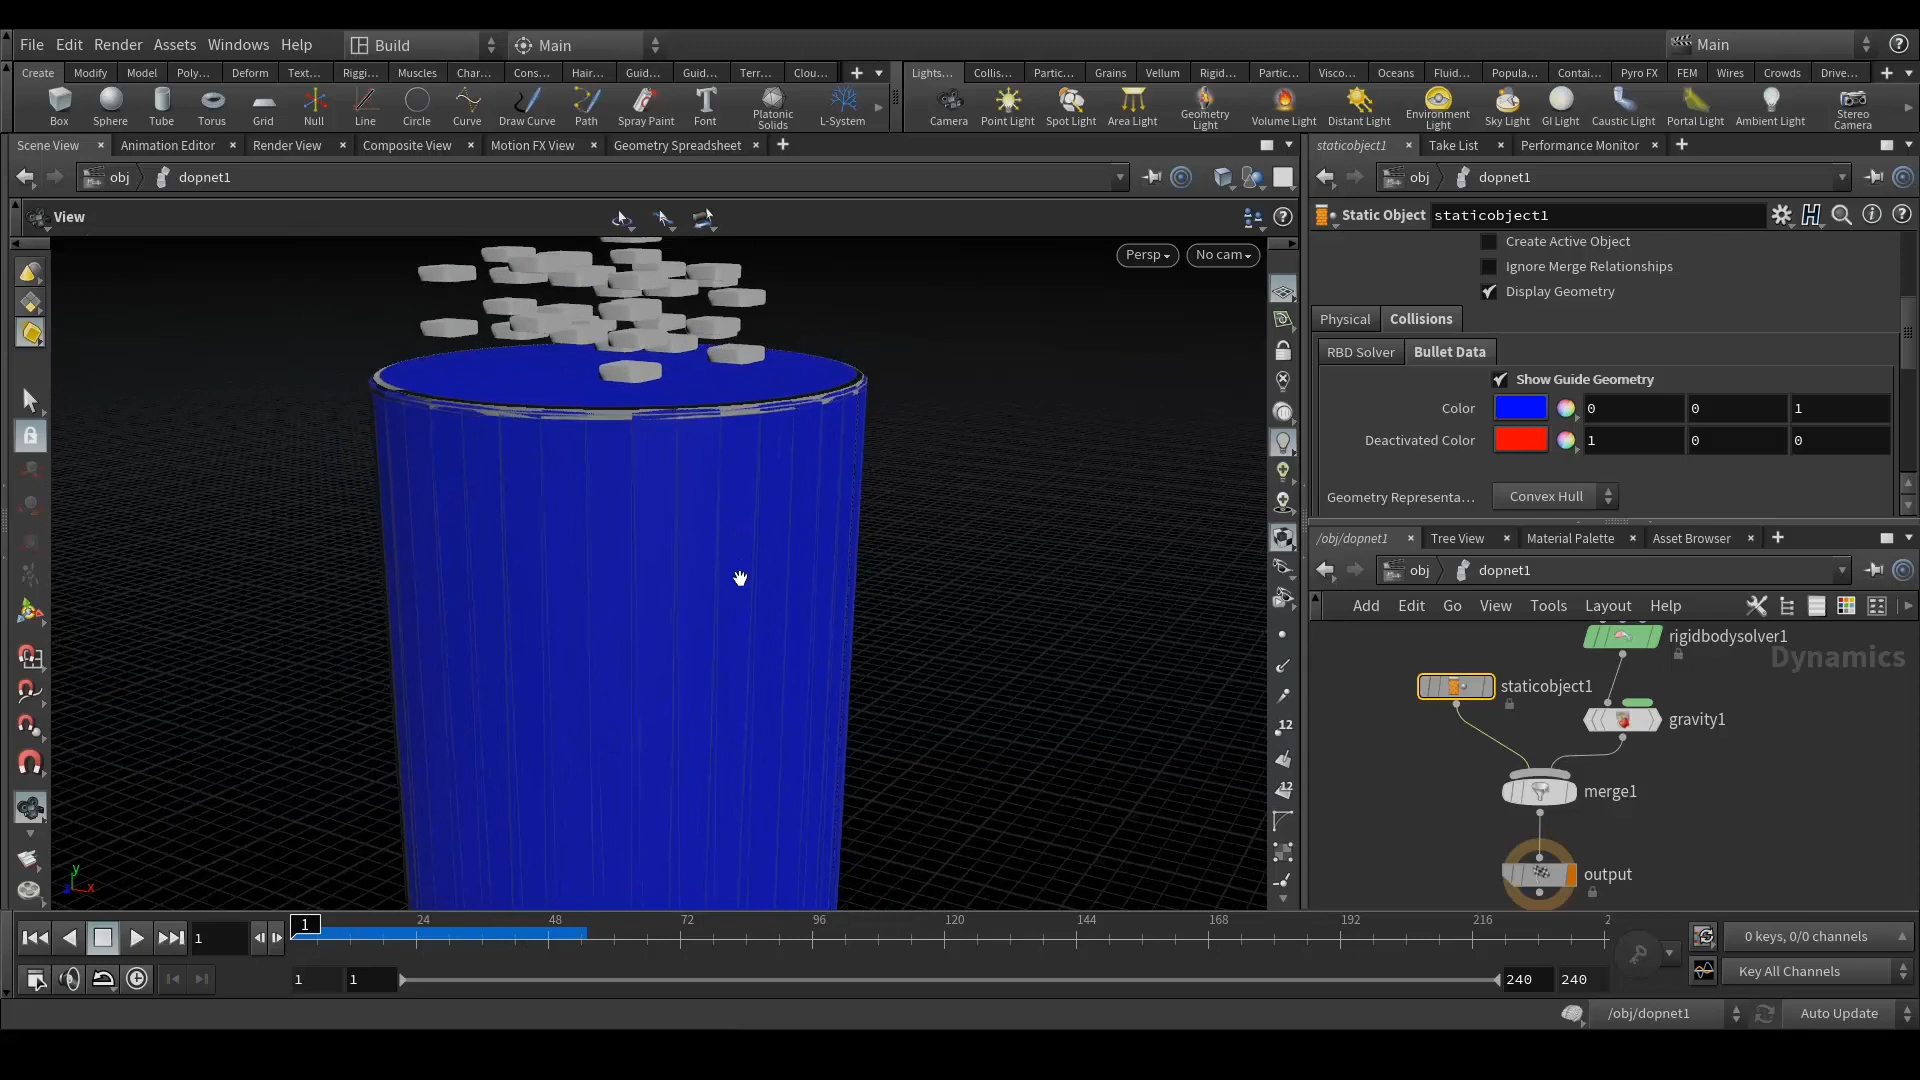 File Edit Render Assets Windows Help Build Main Main
Create Modify Model Poly... Deform Text... Riggi... Muscles Char... Cons... Hair... Guid... Guid... Terr... Clou... Lights... Collis... Partic... Grains Vellum Rigid... Partic... Visco... Oceans Fluid... Popula... Contai... Pyro FX FEM Wires Crowds Drive...
Box Sphere Tube Torus Grid Null Line Circle Curve Draw Curve Path Spray Paint Font Platonic Solids L-System Camera Point Light Spot Light Area Light Geometry Light Volume Light Distant Light Environment Light Sky Light GI Light Caustic Light Portal Light Ambient Light Stereo Camera
Scene View Animation Editor Render View Composite View Motion FX View Geometry Spreadsheet
obj dopnet1
View
Persp No cam
staticobject1 Take List Performance Monitor
obj dopnet1
Static Object staticobject1
Create Active Object
Ignore Merge Relationships
Display Geometry
Physical Collisions
RBD Solver Bullet Data
Show Guide Geometry
Color 0 0 1
Deactivated Color 1 0 0
Geometry Representa... Convex Hull
/obj/dopnet1 Tree View Material Palette Asset Browser
obj dopnet1
Add Edit Go View Tools Layout Help
rigidbodysolver1
Dynamics
staticobject1
gravity1
merge1
output
12
12
y
z x
1 1 24 48 72 96 120 144 168 192 216 2
0 keys, 0/0 channels
1 1 240 240 Key All Channels
/obj/dopnet1 Auto Update